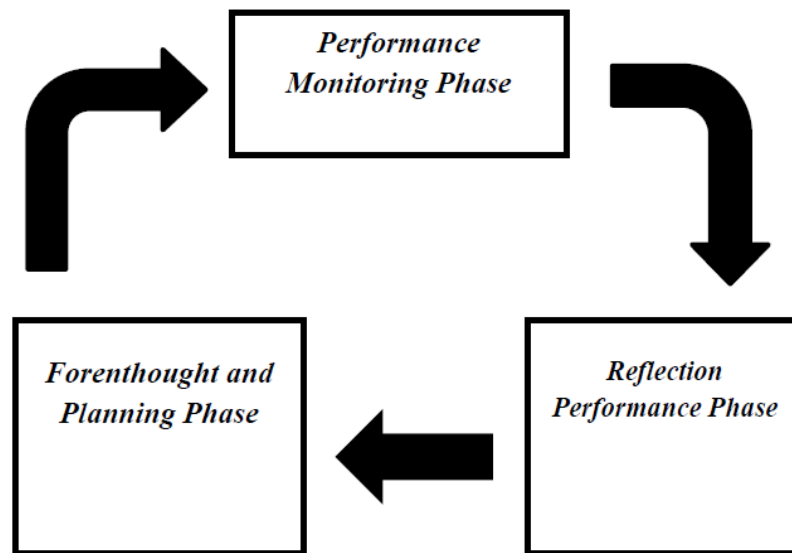 Performance
Monitoring Phase
Forenthought and
Planning Phase
Reflection
Performance Phase